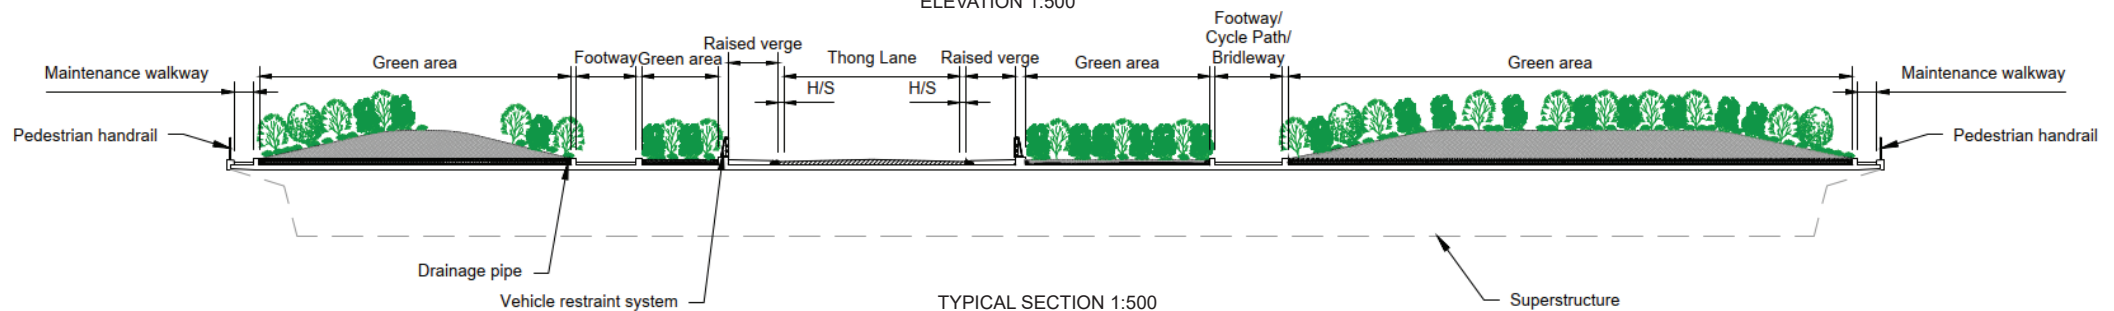 ELEVATION 1:500
Footway/
Cycle Path/
Bridleway
Raised verge
Maintenance walkway
Green area
Footway
Green area
Thong Lane
Raised verge
Green area
Green area
Maintenance walkway
H/S
H/S
Pedestrian handrail
Pedestrian handrail
Drainage pipe
Vehicle restraint system
TYPICAL SECTION 1:500
Superstructure